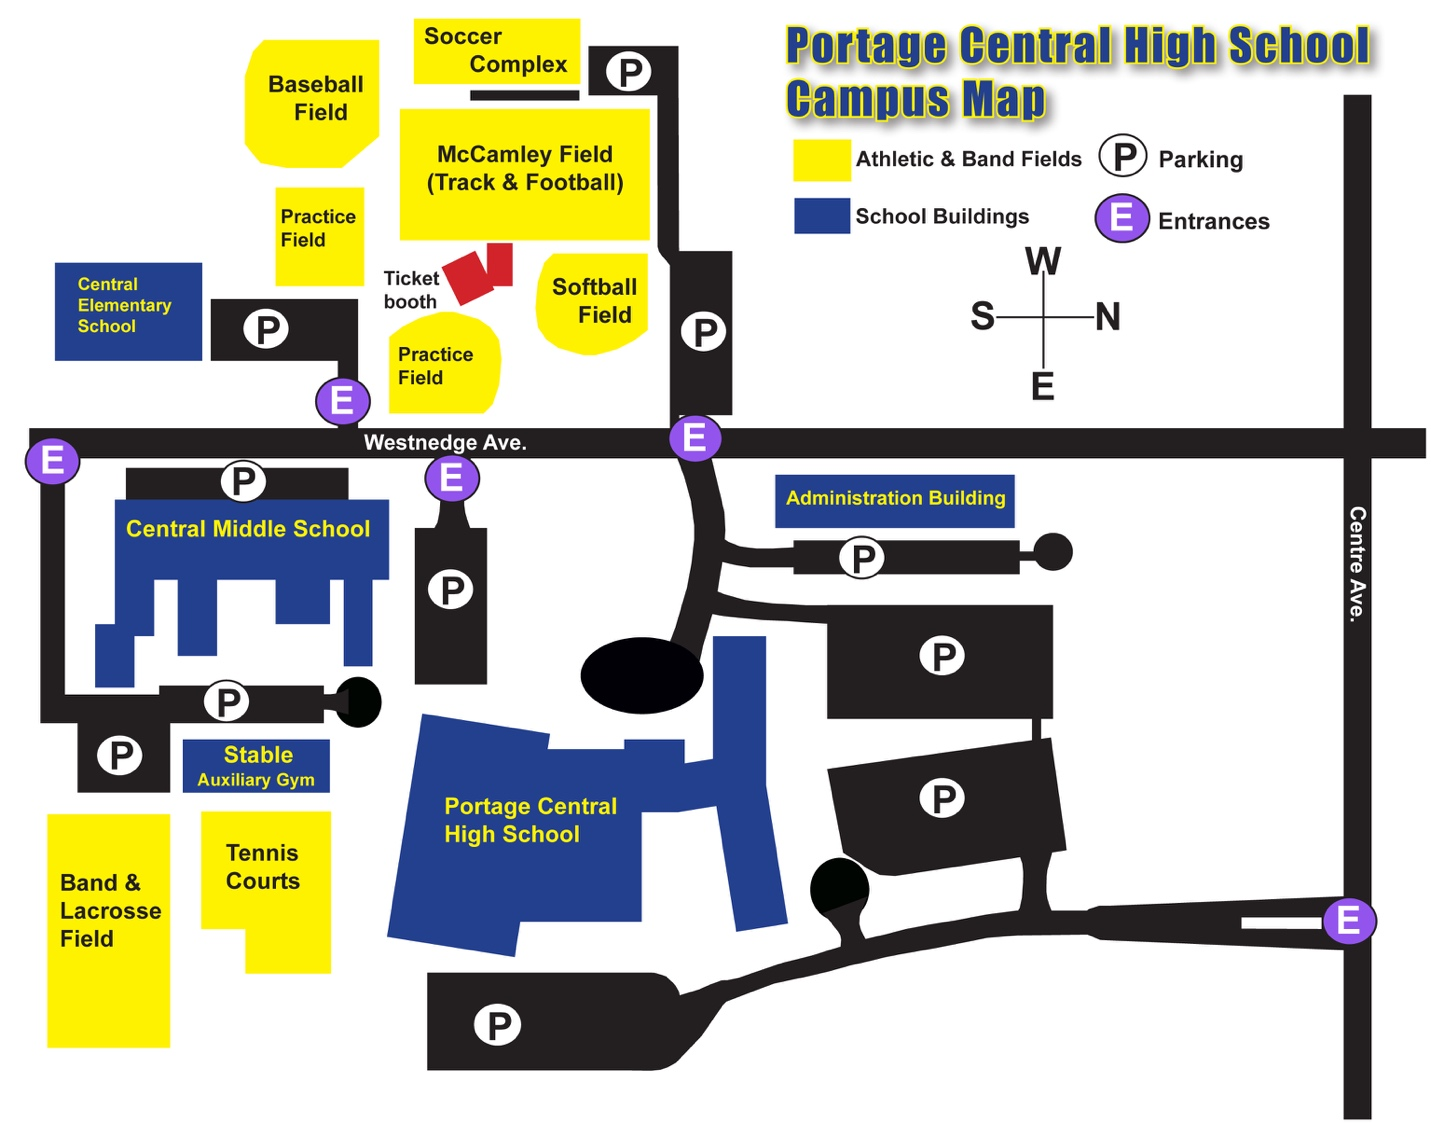 Portage Central High School
Campus Map
Athletic & Band Fields
P
Parking
School Buildings
E
Entrances
W
S
N
E
Soccer
Complex
P
Baseball
Field
McCamley Field
(Track & Football)
Practice
Field
Central
Elementary
School
P
Ticket
booth
Softball
Field
P
Practice
Field
E
Westnedge Ave.
E
E
E
P
Central Middle School
P
Administration Building
P
Centre Ave.
P
P
P
Stable
Auxiliary Gym
Portage Central
High School
P
Tennis
Courts
Band &
Lacrosse
Field
E
P